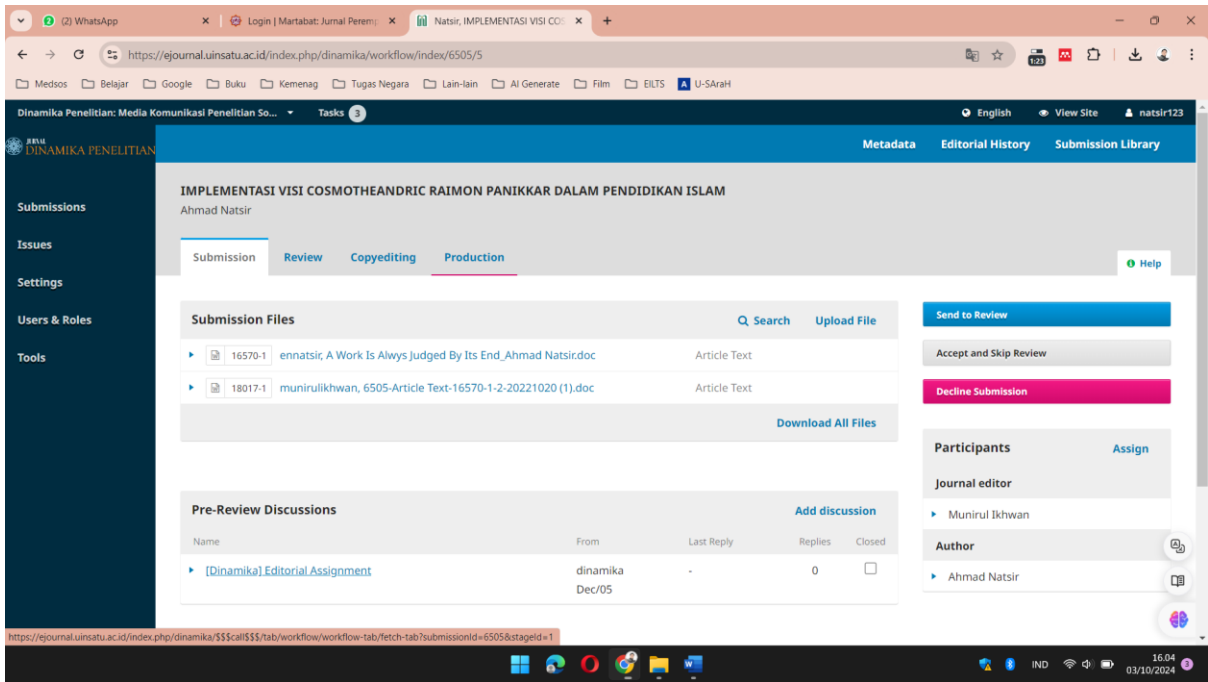 (2) WhatsApp
Login | Martabat: Jurnal Peremp
Natsir, IMPLEMENTASI VISI COS
https://ejournal.uinsatu.ac.id/index.php/dinamika/workflow/index/6505/5
1:23
Medsos Belajar Google Buku Kemenag Tugas Negara Lain-lain AI Generate Film EILTS A U-SAraH
Dinamika Penelitian: Media Komunikasi Penelitian So... Tasks 3 English View Site natsir123
JURNAL
DINAMIKA PENELITIAN
Metadata Editorial History Submission Library
Submissions
Issues
Settings
Users & Roles
Tools
IMPLEMENTASI VISI COSMOTHEANDRIC RAIMON PANIKKAR DALAM PENDIDIKAN ISLAM
Ahmad Natsir
Submission Review Copyediting Production
Help
Submission Files Search Upload File
16570-1 ennatsir, A Work Is Alwys Judged By Its End_Ahmad Natsir.doc Article Text
18017-1 munirulikhwan, 6505-Article Text-16570-1-2-20221020 (1).doc Article Text
Download All Files
Pre-Review Discussions Add discussion
Name From Last Reply Replies Closed
[Dinamika] Editorial Assignment dinamika - 0
Dec/05
Send to Review
Accept and Skip Review
Decline Submission
Participants Assign
Journal editor
Munirul Ikhwan
Author
Ahmad Natsir
https://ejournal.uinsatu.ac.id/index.php/dinamika/$$$call$$$/tab/workflow/workflow-tab/fetch-tab?submissionId=6505&stageId=1
IND
16.04
03/10/2024
3